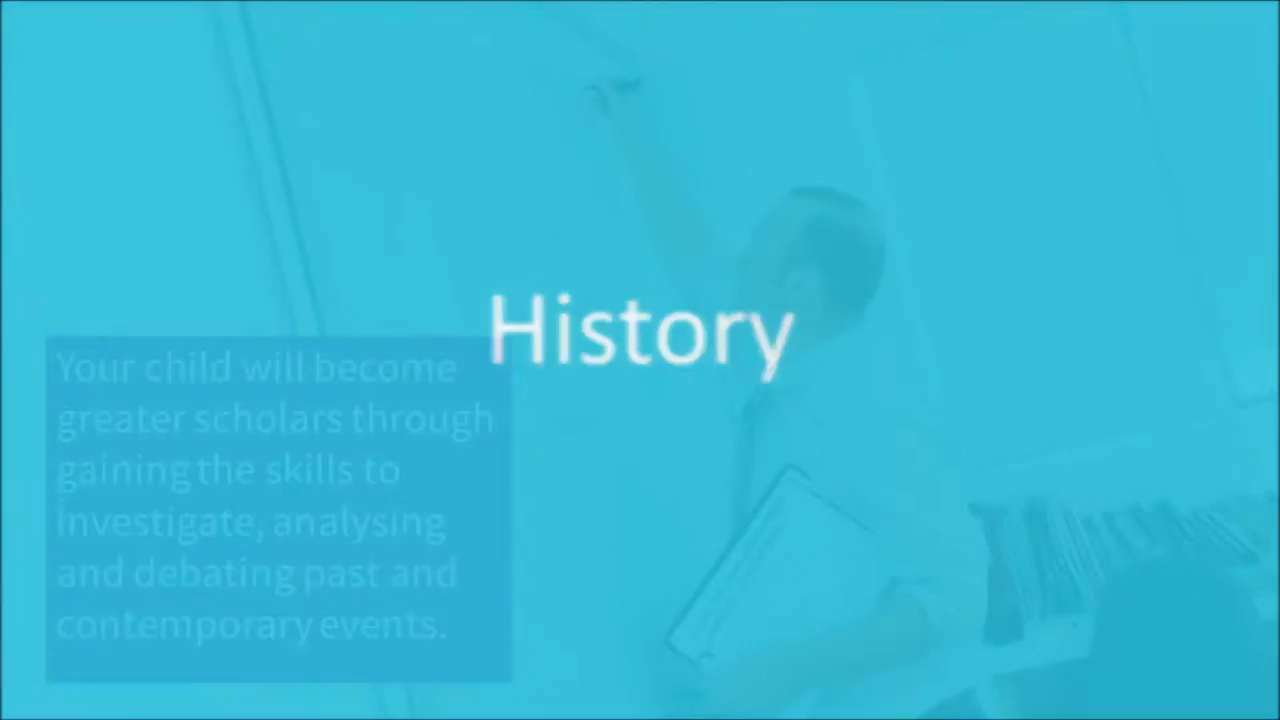 History
Your child will become
greater scholars through
gaining the skills to
investigate, analysing
and debating past and
contemporary events.